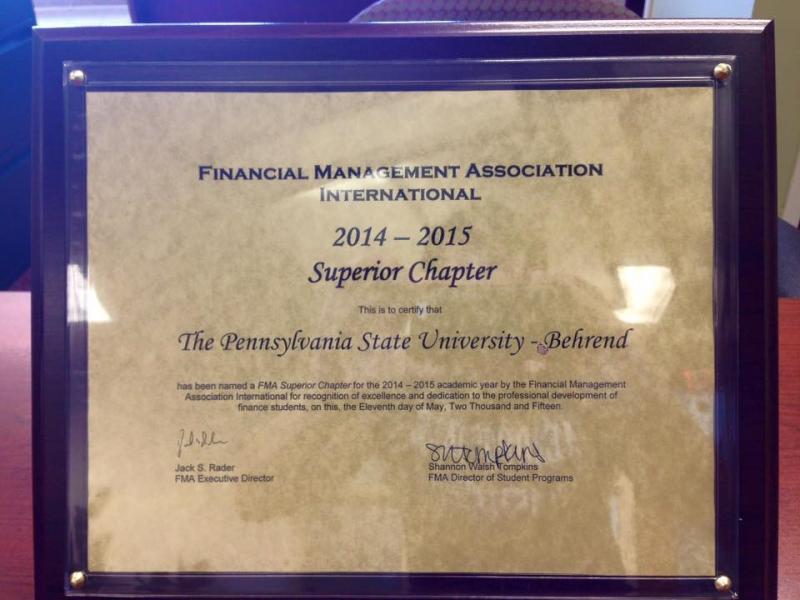 FINANCIAL MANAGEMENT ASSOCIATION
INTERNATIONAL
2014 – 2015
Superior Chapter
This is to certify that
The Pennsylvania State University - Behrend
has been named a FMA Superior Chapter for the 2014 – 2015 academic year by the Financial Management
Association International for recognition of excellence and dedication to the professional development of
finance students, on this, the Eleventh day of May, Two Thousand and Fifteen.
Jack S. Rader
FMA Executive Director
SWTompkins
Shannon Walsh Tompkins
FMA Director of Student Programs